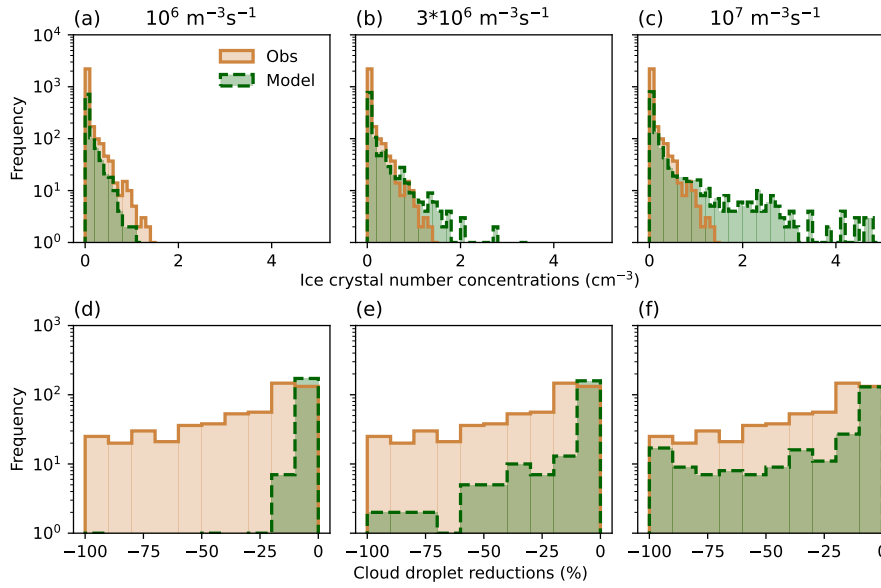 (a) 10⁶ m⁻³s⁻¹ (b) 3*10⁶ m⁻³s⁻¹ (c) 10⁷ m⁻³s⁻¹
10⁴
10³
10²
10¹
10⁰
Frequency
Obs
Model
0 2 4 0 2 4 0 2 4
Ice crystal number concentrations (cm⁻³)
(d) (e) (f)
10³
10²
10¹
10⁰
Frequency
−100 −75 −50 −25 0 −100 −75 −50 −25 0 −100 −75 −50 −25 0
Cloud droplet reductions (%)